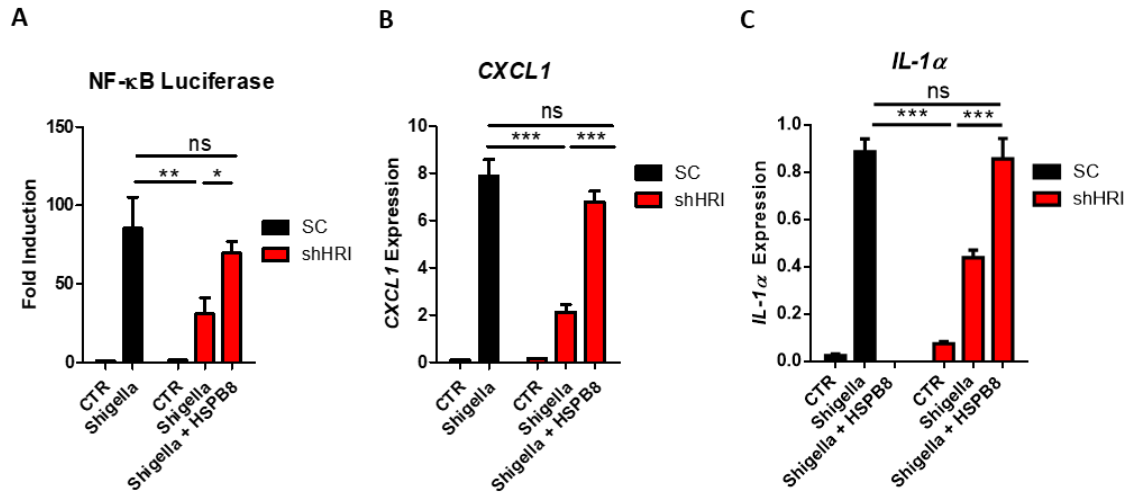 A
NF-κB Luciferase
Fold Induction
150
100
50
0
ns
**
*
CTR
Shigella
CTR
Shigella
Shigella + HSPB8
SC
shHRI
B
CXCL1
CXCL1 Expression
10
8
6
4
2
0
ns
***
***
CTR
Shigella
CTR
Shigella
Shigella + HSPB8
SC
shHRI
C
IL-1α
IL-1α Expression
1.0
0.8
0.6
0.4
0.2
0.0
ns
***
***
CTR
Shigella
Shigella + HSPB8
CTR
Shigella
Shigella + HSPB8
SC
shHRI